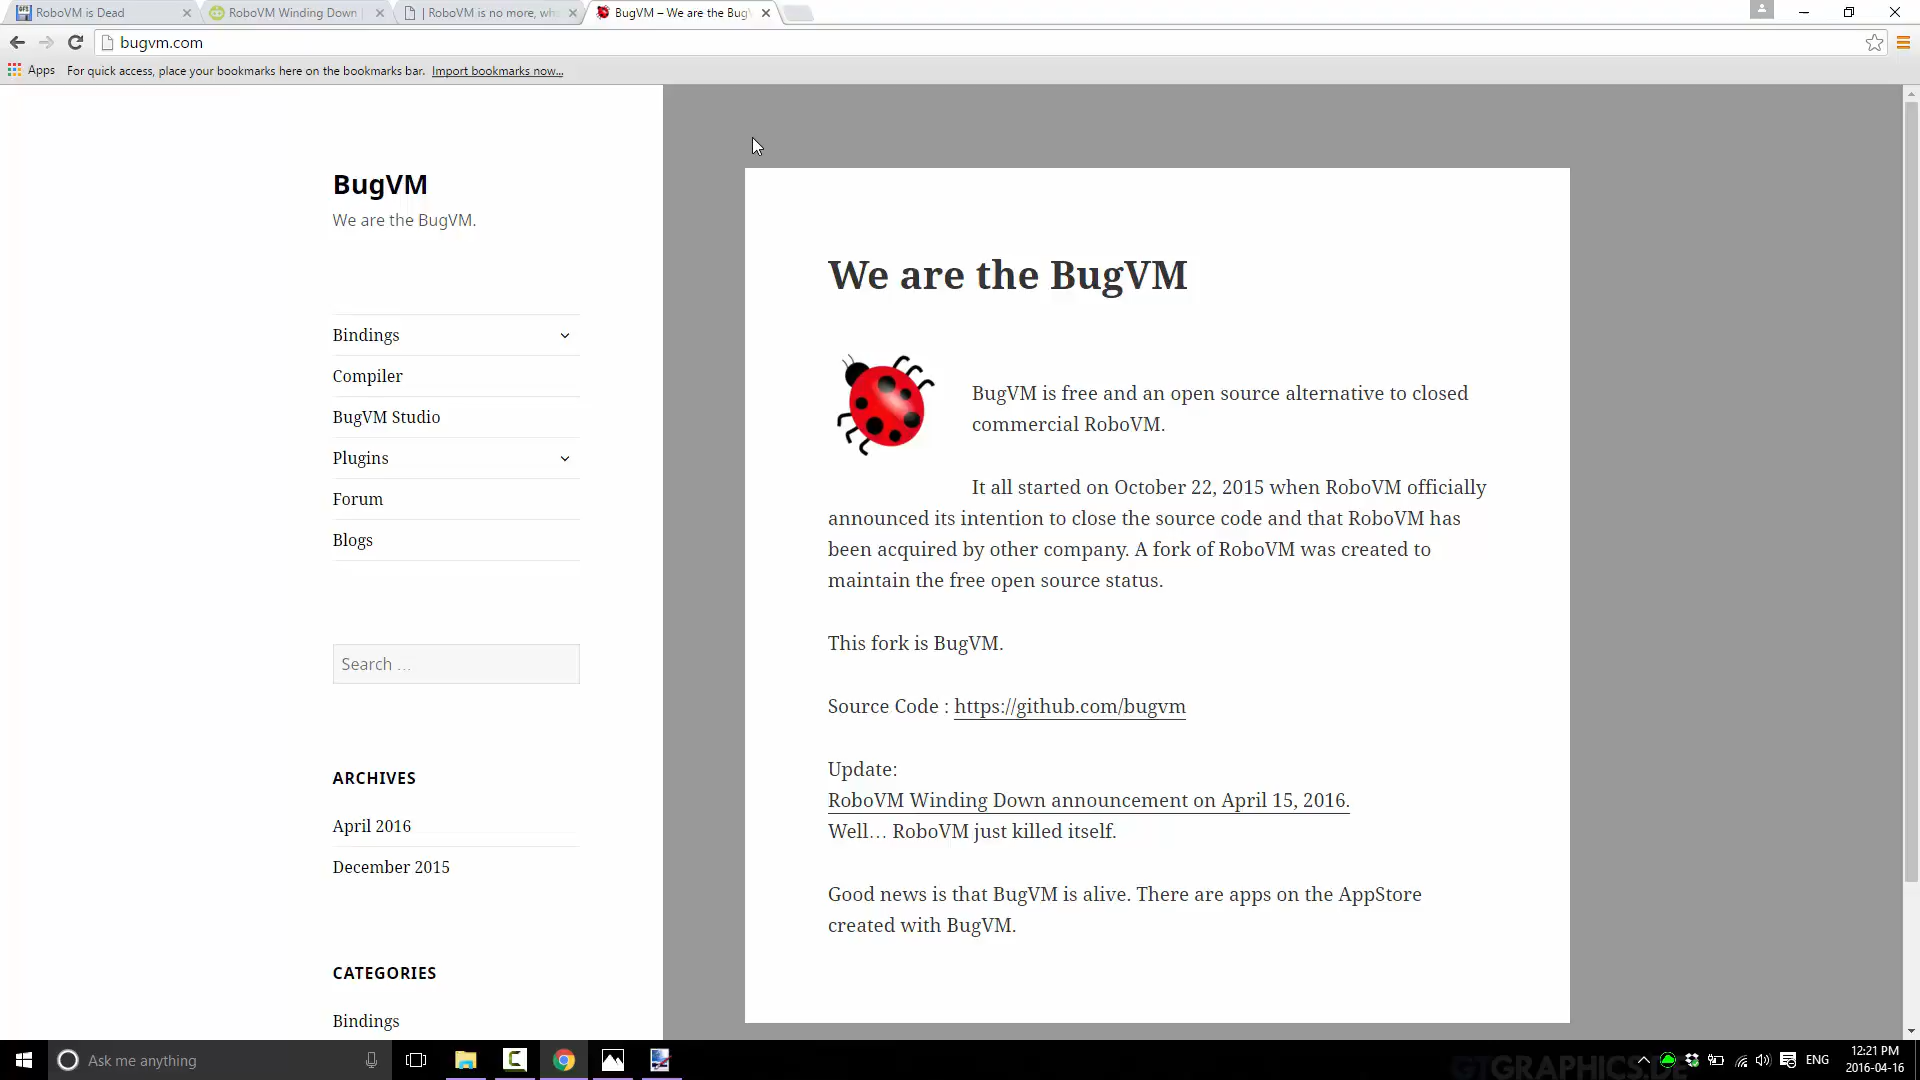 RoboVM is Dead
RoboVM Winding Down
| RoboVM is no more, wh
BugVM – We are the Bug
bugvm.com
Apps
For quick access, place your bookmarks here on the bookmarks bar. Import bookmarks now...
BugVM
We are the BugVM.
Bindings
Compiler
BugVM Studio
Plugins
Forum
Blogs
Search ...
ARCHIVES
April 2016
December 2015
CATEGORIES
Bindings
We are the BugVM
BugVM is free and an open source alternative to closed
commercial RoboVM.
It all started on October 22, 2015 when RoboVM officially
announced its intention to close the source code and that RoboVM has
been acquired by other company. A fork of RoboVM was created to
maintain the free open source status.
This fork is BugVM.
Source Code : https://github.com/bugvm
Update:
RoboVM Winding Down announcement on April 15, 2016.
Well… RoboVM just killed itself.
Good news is that BugVM is alive. There are apps on the AppStore
created with BugVM.
Ask me anything
ENG
12:21 PM
2016-04-16